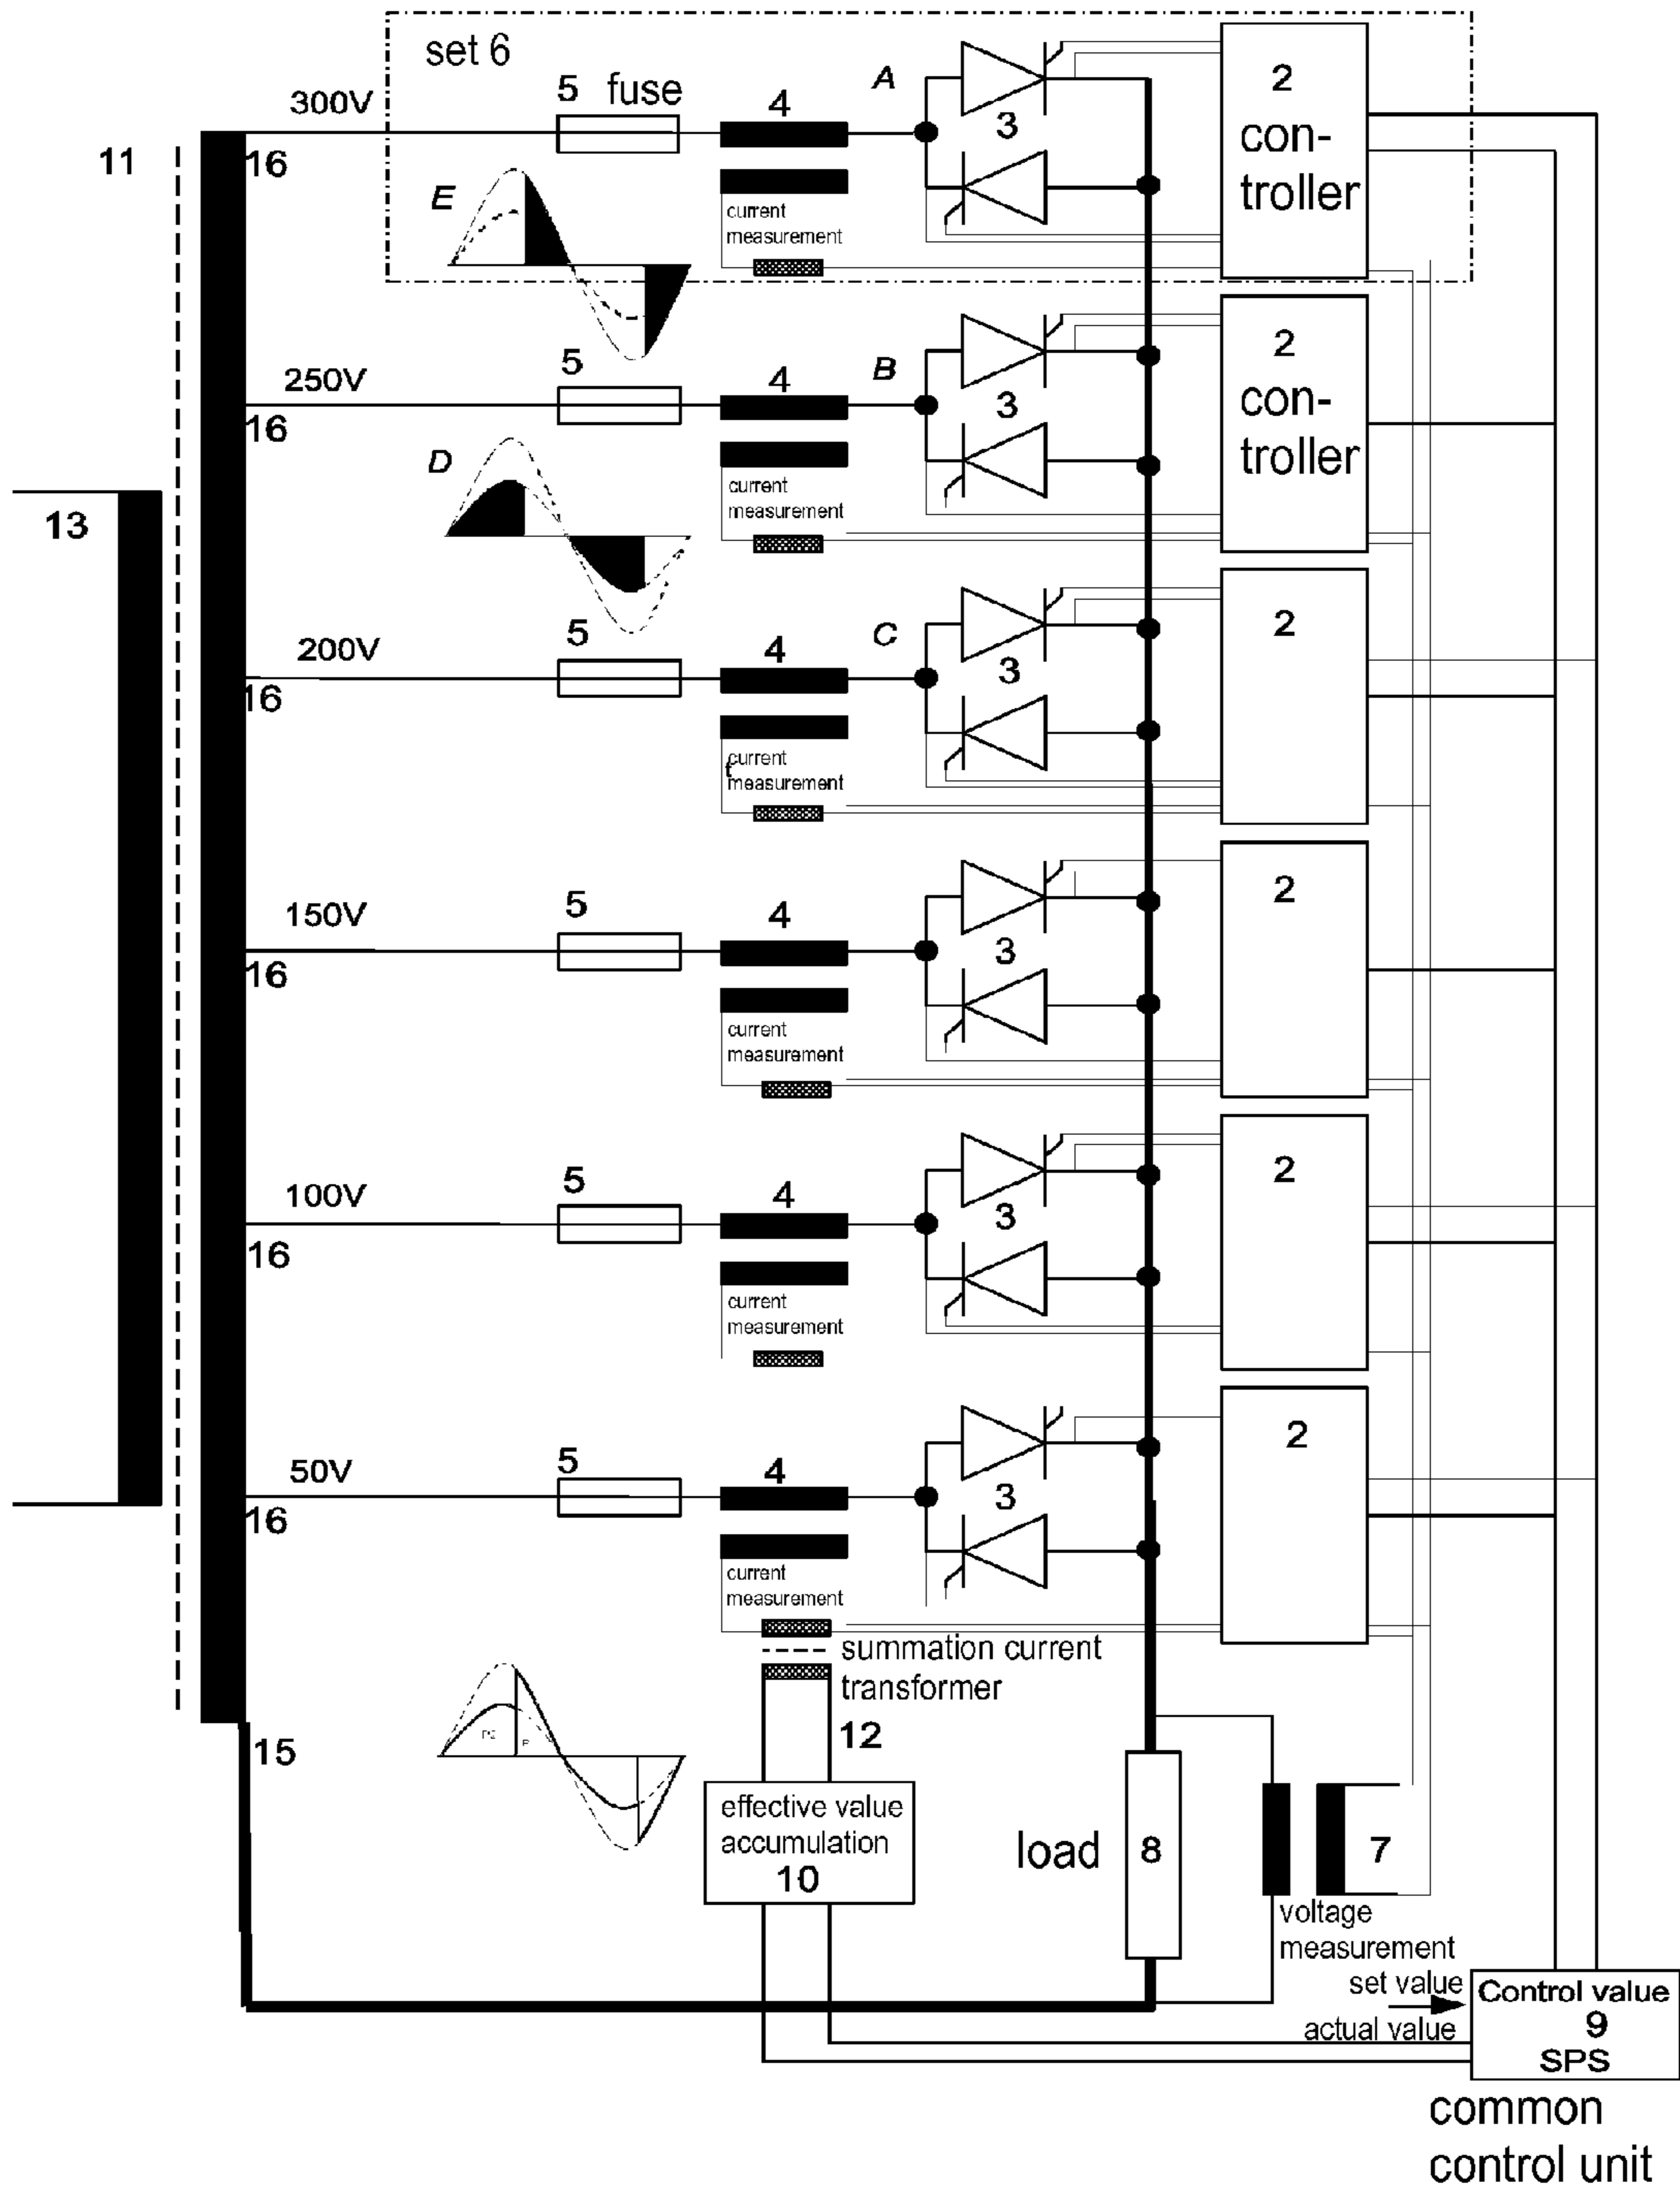 set 6
300V
5 fuse
4
A
3
2
con-
troller
11
16
E
current
measurement
250V
5
4
B
3
2
con-
troller
16
D
current
measurement
13
200V
5
4
C
3
2
16
current
measurement
150V
5
4
3
2
16
current
measurement
100V
5
4
3
2
16
current
measurement
50V
5
4
3
2
16
current
measurement
summation current
transformer
12
15
effective value
accumulation
10
load
8
7
voltage
measurement
set value
actual value
Control value
9
SPS
common
control unit